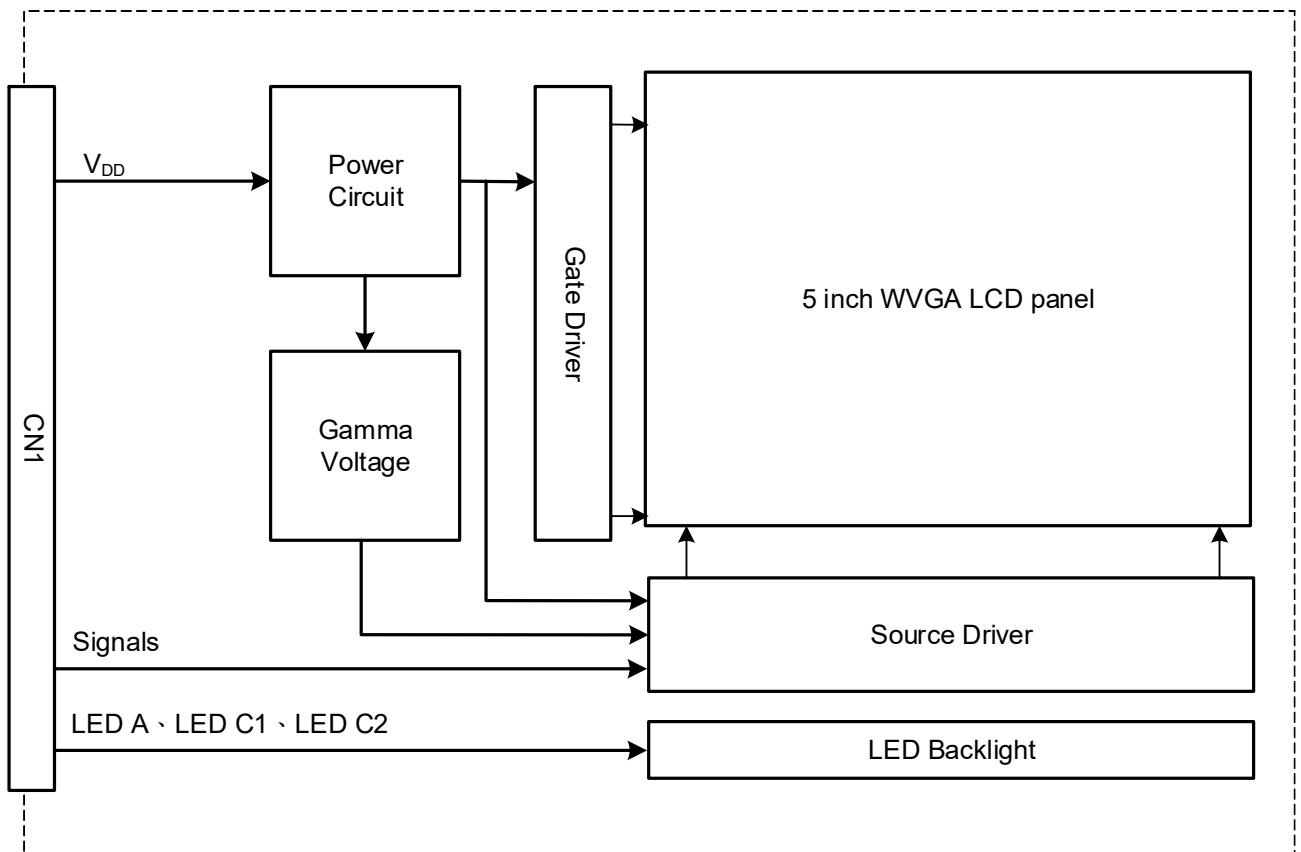 V_DD
Power
Circuit
Gate Driver
5 inch WVGA LCD panel
CN1
Gamma
Voltage
Signals
Source Driver
LED A、LED C1、LED C2
LED Backlight